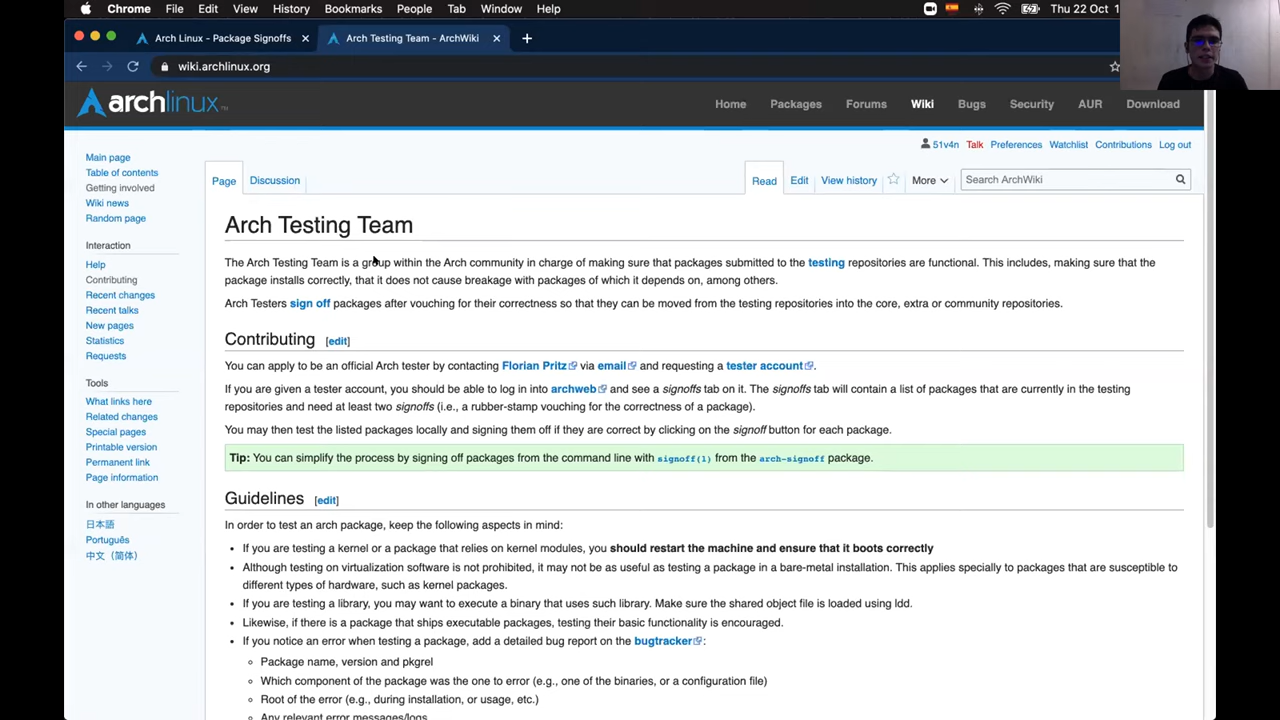 Chrome File Edit View History Bookmarks People Tab Window Help Thu 22 Oct 1
Arch Linux - Package Signoffs Arch Testing Team - ArchWiki
wiki.archlinux.org
archlinux
Home Packages Forums Wiki Bugs Security AUR Download
51v4n Talk Preferences Watchlist Contributions Log out
Main page
Table of contents
Getting involved
Wiki news
Random page
Interaction
Help
Contributing
Recent changes
Recent talks
New pages
Statistics
Requests
Tools
What links here
Related changes
Special pages
Printable version
Permanent link
Page information
In other languages
日本語
Português
中文（简体）
Page Discussion Read Edit View history More Search ArchWiki
Arch Testing Team
The Arch Testing Team is a group within the Arch community in charge of making sure that packages submitted to the testing repositories are functional. This includes, making sure that the
package installs correctly, that it does not cause breakage with packages of which it depends on, among others.
Arch Testers sign off packages after vouching for their correctness so that they can be moved from the testing repositories into the core, extra or community repositories.
Contributing [edit]
You can apply to be an official Arch tester by contacting Florian Pritz via email and requesting a tester account.
If you are given a tester account, you should be able to log in into archweb and see a signoffs tab on it. The signoffs tab will contain a list of packages that are currently in the testing
repositories and need at least two signoffs (i.e., a rubber-stamp vouching for the correctness of a package).
You may then test the listed packages locally and signing them off if they are correct by clicking on the signoff button for each package.
Tip: You can simplify the process by signing off packages from the command line with signoff(1) from the arch-signoff package.
Guidelines [edit]
In order to test an arch package, keep the following aspects in mind:
• If you are testing a kernel or a package that relies on kernel modules, you should restart the machine and ensure that it boots correctly
• Although testing on virtualization software is not prohibited, it may not be as useful as testing a package in a bare-metal installation. This applies specially to packages that are susceptible to
different types of hardware, such as kernel packages.
• If you are testing a library, you may want to execute a binary that uses such library. Make sure the shared object file is loaded using ldd.
• Likewise, if there is a package that ships executable packages, testing their basic functionality is encouraged.
• If you notice an error when testing a package, add a detailed bug report on the bugtracker:
◦ Package name, version and pkgrel
◦ Which component of the package was the one to error (e.g., one of the binaries, or a configuration file)
◦ Root of the error (e.g., during installation, or usage, etc.)
◦ Any relevant error messages/logs